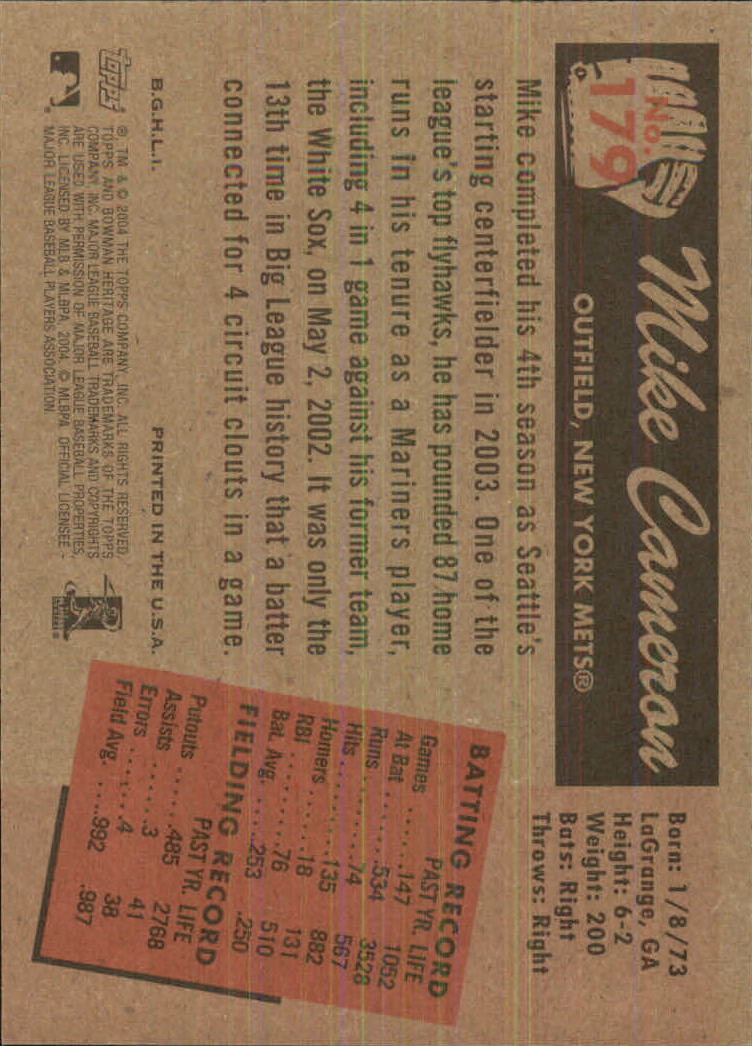 No.
179
Mike Cameron
OUTFIELD, NEW YORK METS®
Born: 1/8/73
LaGrange, GA
Height: 6-2
Weight: 200
Bats: Right
Throws: Right
Mike completed his 4th season as Seattle's
starting centerfielder in 2003. One of the
league's top flyhawks, he has pounded 87 home
runs in his tenure as a Mariners player,
including 4 in 1 game against his former team,
the White Sox, on May 2, 2002. It was only the
13th time in Big League history that a batter
connected for 4 circuit clouts in a game.
BATTING RECORD
PAST YR. LIFE
Games ......147 1052
At Bat ......534 3528
Runs ......74 567
Hits ......135 882
Homers ......18 131
RBI ......76 510
Bat. Avg. .....253 .250
FIELDING RECORD
PAST YR. LIFE
Putouts ......485 2768
Assists ......3 41
Errors ......4 38
Field Avg. .....992 .987
B.G.H.L.I. PRINTED IN THE U.S.A.
Topps
®, TM & © 2004 THE TOPPS COMPANY, INC. ALL RIGHTS RESERVED.
TOPPS AND BOWMAN HERITAGE ARE TRADEMARKS OF THE TOPPS
COMPANY, INC. MAJOR LEAGUE BASEBALL TRADEMARKS AND COPYRIGHTS
ARE USED WITH PERMISSION OF MAJOR LEAGUE BASEBALL PROPERTIES,
INC. LICENSED BY MLB & MLBPA 2004. © MLBPA OFFICIAL LICENSEE -
MAJOR LEAGUE BASEBALL PLAYERS ASSOCIATION.